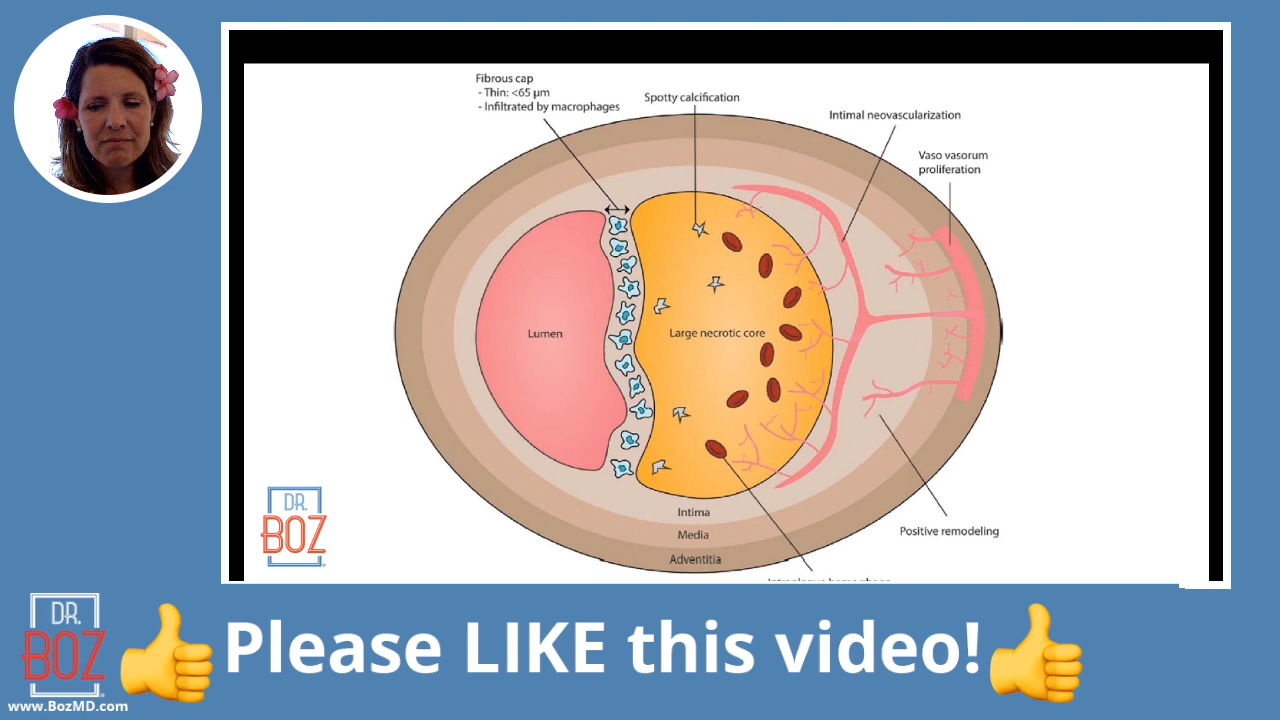 Fibrous cap
- Thin: <65 μm
- Infiltrated by macrophages
Spotty calcification
Intimal neovascularization
Vaso vasorum
proliferation
Lumen
Large necrotic core
Intima
Media
Adventitia
Positive remodeling
DR.
BOZ
DR.
BOZ
Please LIKE this video!
www.BozMD.com